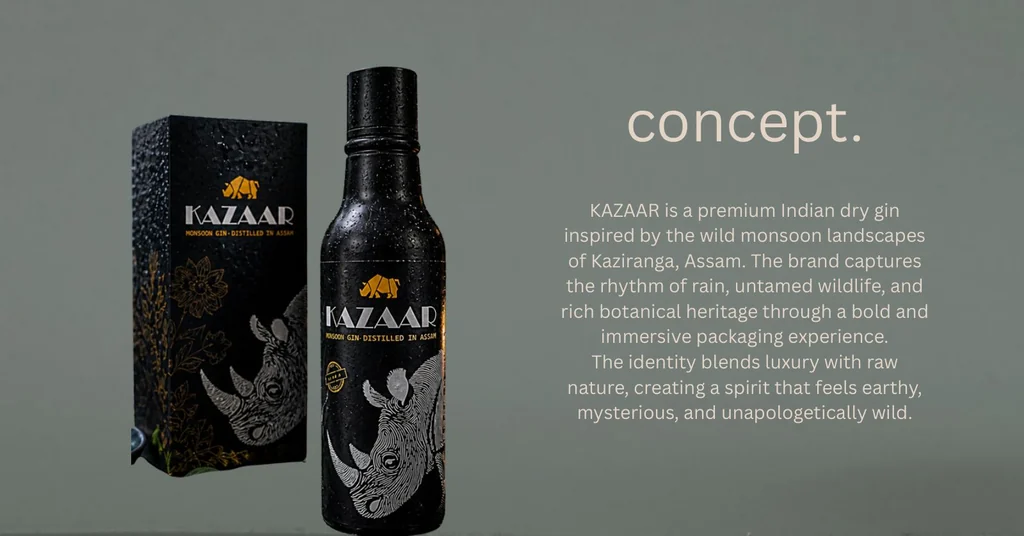 KAZAAR
MONSOON GIN·DISTILLED IN ASSAM
KAZAAR
MONSOON GIN·DISTILLED IN ASSAM
concept.
KAZAAR is a premium Indian dry gin
inspired by the wild monsoon landscapes
of Kaziranga, Assam. The brand captures
the rhythm of rain, untamed wildlife, and
rich botanical heritage through a bold and
immersive packaging experience.
The identity blends luxury with raw
nature, creating a spirit that feels earthy,
mysterious, and unapologetically wild.